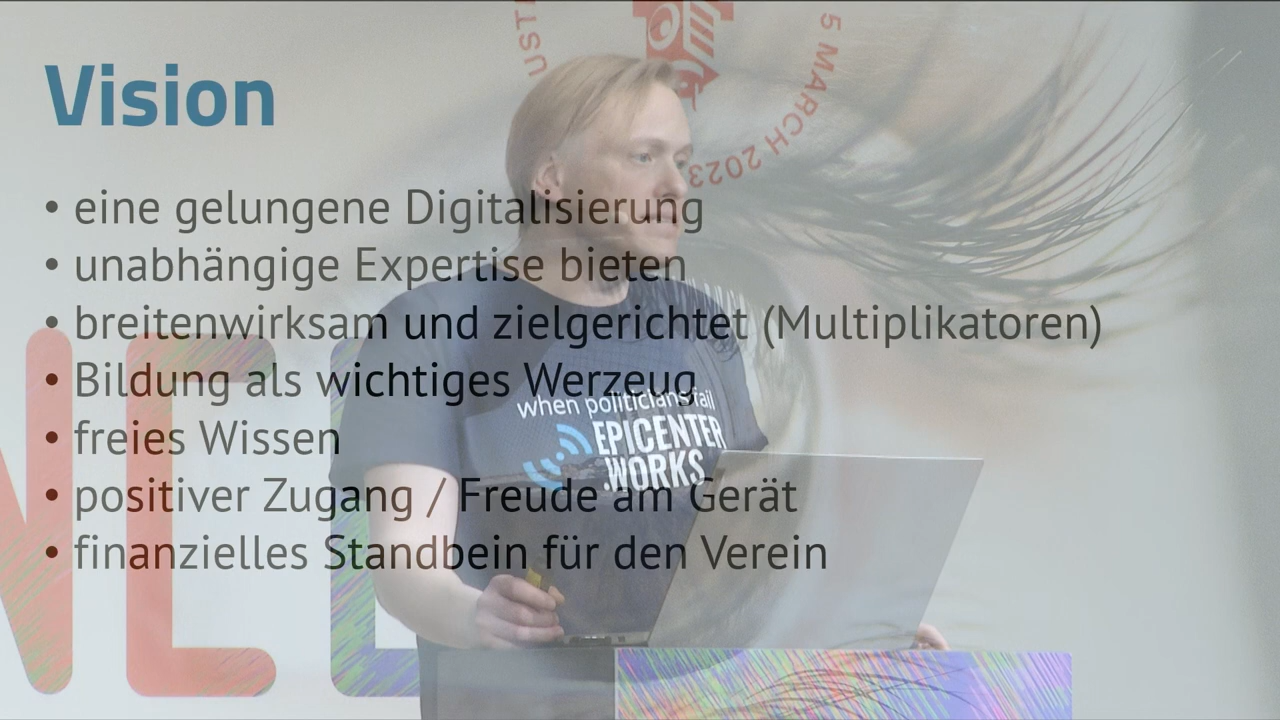 UST
5 MARCH 2023
Vision
• eine gelungene Digitalisierung
• unabhängige Expertise bieten
• breitenwirksam und zielgerichtet (Multiplikatoren)
• Bildung als wichtiges Werzeug
• freies Wissen
• positiver Zugang / Freude am Gerät
• finanzielles Standbein für den Verein
when politicians fail
EPICENTER
.WORKS